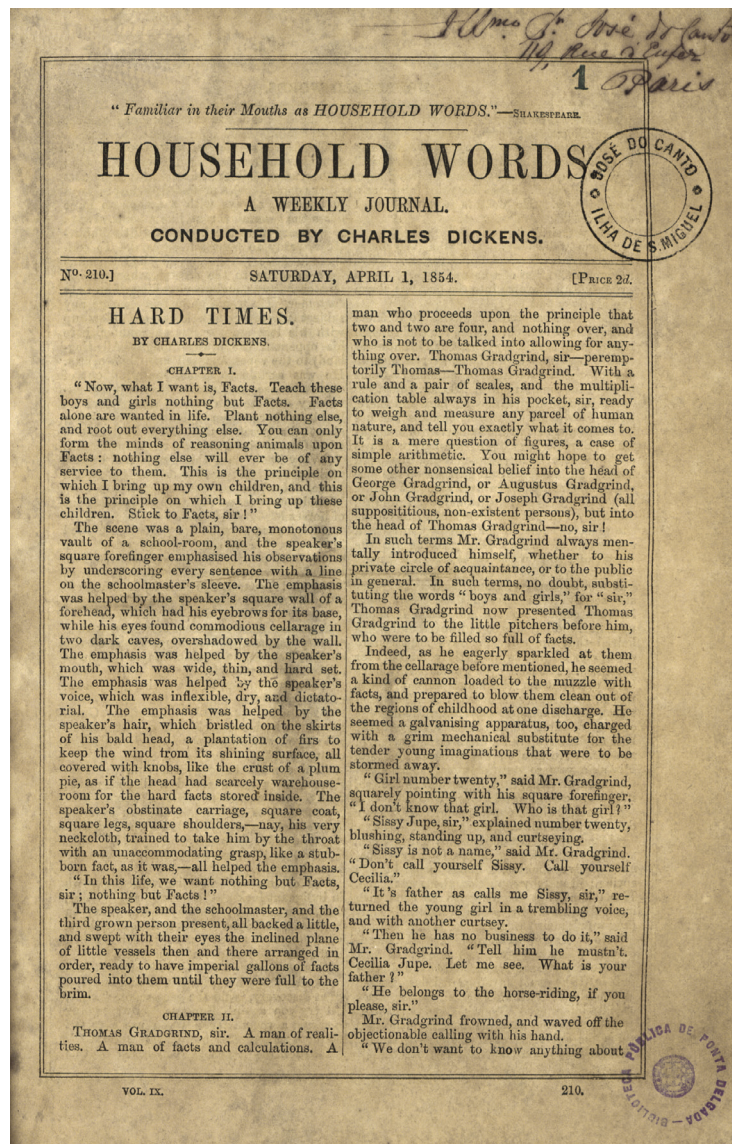 Illmo Sr. José do Canto
119, Rue d'Enfer
Paris
1
"Familiar in their Mouths as HOUSEHOLD WORDS."—SHAKESPEARE.
HOUSEHOLD WORDS
A WEEKLY JOURNAL.
CONDUCTED BY CHARLES DICKENS.
JOSÉ DO CANTO
ILHA DE S. MIGUEL
No. 210.]
SATURDAY, APRIL 1, 1854.
[PRICE 2d.
HARD TIMES.
BY CHARLES DICKENS.
CHAPTER I.
"Now, what I want is, Facts. Teach these
boys and girls nothing but Facts. Facts
alone are wanted in life. Plant nothing else,
and root out everything else. You can only
form the minds of reasoning animals upon
Facts: nothing else will ever be of any
service to them. This is the principle on
which I bring up my own children, and this
is the principle on which I bring up these
children. Stick to Facts, sir!"
The scene was a plain, bare, monotonous
vault of a school-room, and the speaker's
square forefinger emphasised his observations
by underscoring every sentence with a line
on the schoolmaster's sleeve. The emphasis
was helped by the speaker's square wall of a
forehead, which had his eyebrows for its base,
while his eyes found commodious cellarage in
two dark caves, overshadowed by the wall.
The emphasis was helped by the speaker's
mouth, which was wide, thin, and hard set.
The emphasis was helped by the speaker's
voice, which was inflexible, dry, and dictato-
rial. The emphasis was helped by the
speaker's hair, which bristled on the skirts
of his bald head, a plantation of firs to
keep the wind from its shining surface, all
covered with knobs, like the crust of a plum
pie, as if the head had scarcely warehouse-
room for the hard facts stored inside. The
speaker's obstinate carriage, square coat,
square legs, square shoulders,—nay, his very
neckcloth, trained to take him by the throat
with an unaccommodating grasp, like a stub-
born fact, as it was,—all helped the emphasis.
"In this life, we want nothing but Facts,
sir; nothing but Facts!"
The speaker, and the schoolmaster, and the
third grown person present, all backed a little,
and swept with their eyes the inclined plane
of little vessels then and there arranged in
order, ready to have imperial gallons of facts
poured into them until they were full to the
brim.
CHAPTER II.
THOMAS GRADGRIND, sir. A man of reali-
ties. A man of facts and calculations. A
man who proceeds upon the principle that
two and two are four, and nothing over, and
who is not to be talked into allowing for any-
thing over. Thomas Gradgrind, sir—peremp-
torily Thomas—Thomas Gradgrind. With a
rule and a pair of scales, and the multipli-
cation table always in his pocket, sir, ready
to weigh and measure any parcel of human
nature, and tell you exactly what it comes to.
It is a mere question of figures, a case of
simple arithmetic. You might hope to get
some other nonsensical belief into the head of
George Gradgrind, or Augustus Gradgrind,
or John Gradgrind, or Joseph Gradgrind (all
supposititious, non-existent persons), but into
the head of Thomas Gradgrind—no, sir!
In such terms Mr. Gradgrind always men-
tally introduced himself, whether to his
private circle of acquaintance, or to the public
in general. In such terms, no doubt, substi-
tuting the words "boys and girls," for "sir,"
Thomas Gradgrind now presented Thomas
Gradgrind to the little pitchers before him,
who were to be filled so full of facts.
Indeed, as he eagerly sparkled at them
from the cellarage before mentioned, he seemed
a kind of cannon loaded to the muzzle with
facts, and prepared to blow them clean out of
the regions of childhood at one discharge. He
seemed a galvanising apparatus, too, charged
with a grim mechanical substitute for the
tender young imaginations that were to be
stormed away.
"Girl number twenty," said Mr. Gradgrind,
squarely pointing with his square forefinger,
"I don't know that girl. Who is that girl?"
"Sissy Jupe, sir," explained number twenty,
blushing, standing up, and curtseying.
"Sissy is not a name," said Mr. Gradgrind.
"Don't call yourself Sissy. Call yourself
Cecilia."
"It's father as calls me Sissy, sir," re-
turned the young girl in a trembling voice,
and with another curtsey.
"Then he has no business to do it," said
Mr. Gradgrind. "Tell him he mustn't.
Cecilia Jupe. Let me see. What is your
father?"
"He belongs to the horse-riding, if you
please, sir."
Mr. Gradgrind frowned, and waved off the
objectionable calling with his hand.
"We don't want to know anything about
VOL. IX.
210.
BIBLIOTECA PÚBLICA DE PONTA DELGADA